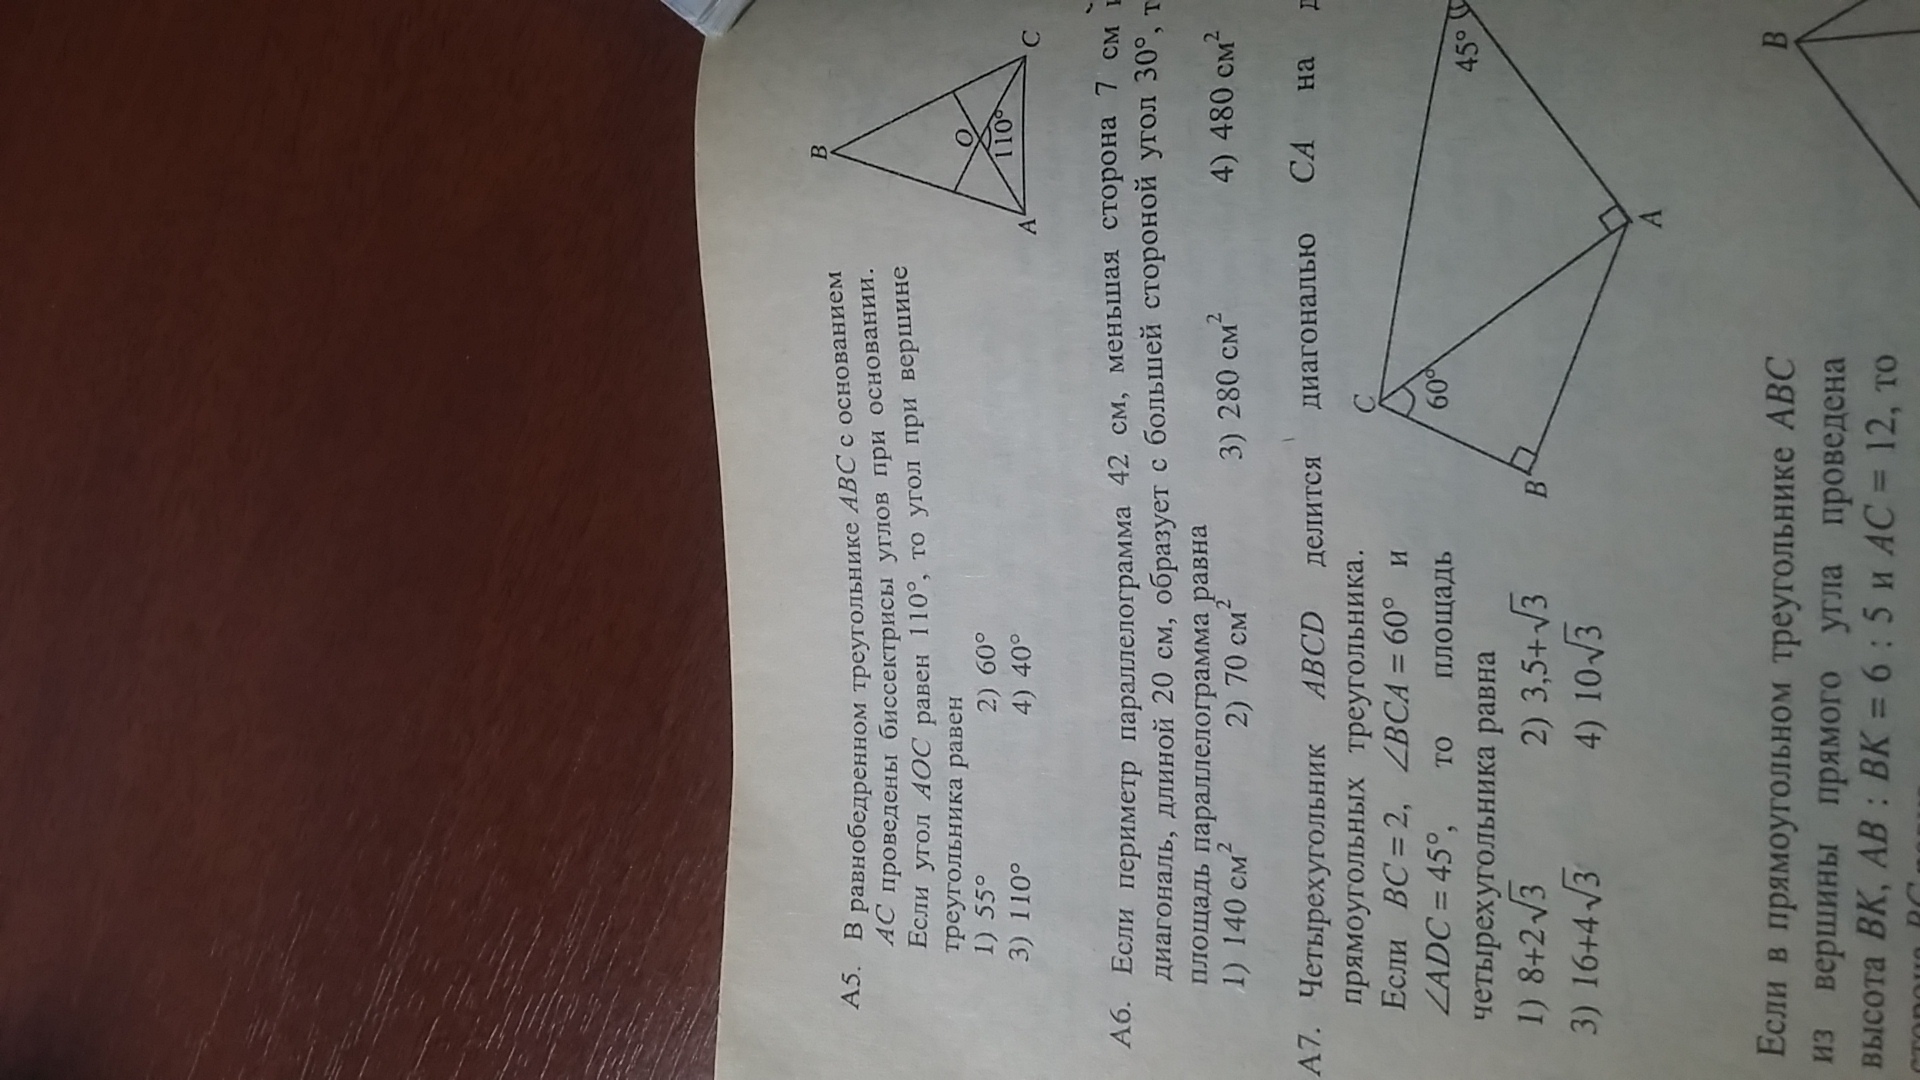 А5. В равнобедренном треугольнике ABC с основанием
AC проведены биссектрисы углов при основании.
Если угол AOC равен 110°, то угол при вершине
треугольника равен
1) 55° 2) 60°
3) 110° 4) 40°
B
O
110°
A
C
А6. Если периметр параллелограмма 42 см, меньшая сторона 7 см
диагональ, длиной 20 см, образует с большей стороной угол 30°,
площадь параллелограмма равна
1) 140 см² 2) 70 см² 3) 280 см² 4) 480 см²
А7. Четырехугольник ABCD делится диагональю CA на
прямоугольных треугольника.
Если BC = 2, ∠BCA = 60° и
∠ADC = 45°, то площадь
четырехугольника равна
1) 8+2√3 2) 3,5+√3
3) 16+4√3 4) 10√3
C
60°
45°
B
A
Если в прямоугольном треугольнике ABC
из вершины прямого угла проведена
высота BK, AB : BK = 6 : 5 и AC = 12, то
B